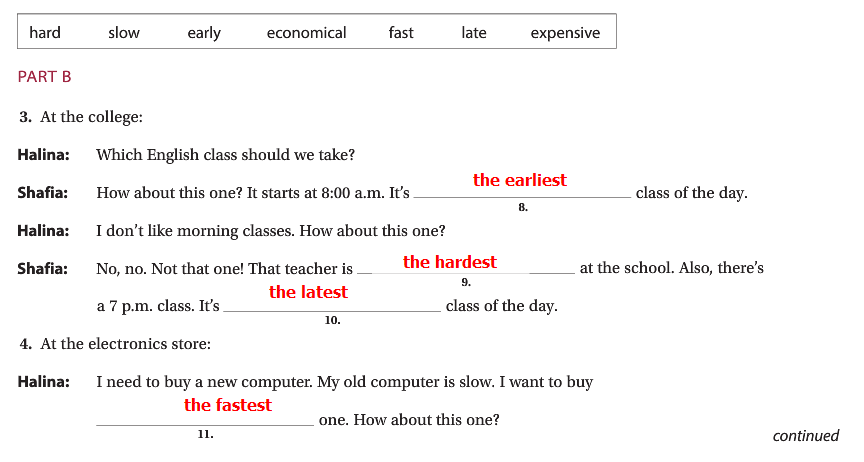 hard slow early economical fast late expensive
PART B
3. At the college:
Halina: Which English class should we take?
the earliest
Shafia: How about this one? It starts at 8:00 a.m. It’s ____ class of the day.
8.
Halina: I don’t like morning classes. How about this one?
the hardest
Shafia: No, no. Not that one! That teacher is ____ at the school. Also, there’s
9.
the latest
a 7 p.m. class. It’s ____ class of the day.
10.
4. At the electronics store:
Halina: I need to buy a new computer. My old computer is slow. I want to buy
the fastest
____ one. How about this one?
11.
continued